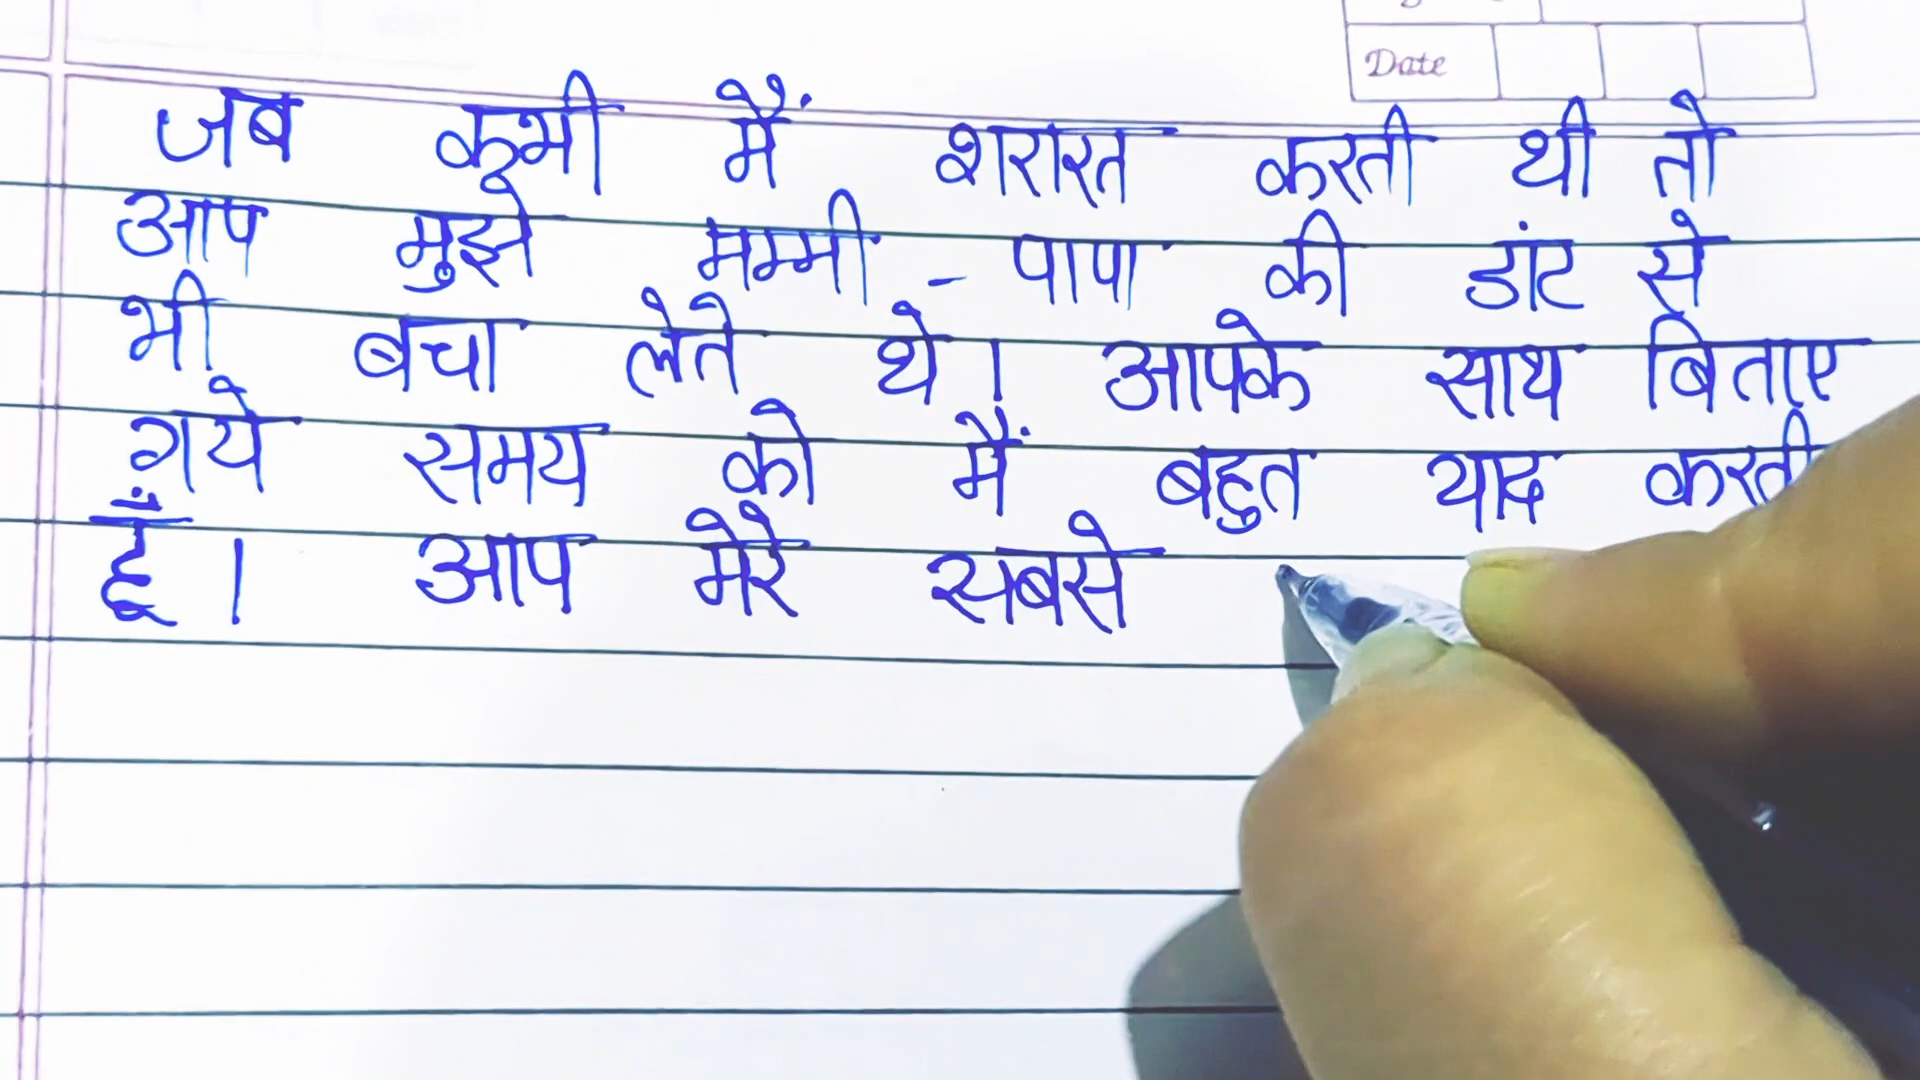 Date
जब कभी मैं शरारत करती थी तो
आप मुझे मम्मी - पापा की डांट से
भी बचा लेते थे। आपके साथ बिताए
गये समय को मैं बहुत याद करती
हूँ। आप मेरे सबसे